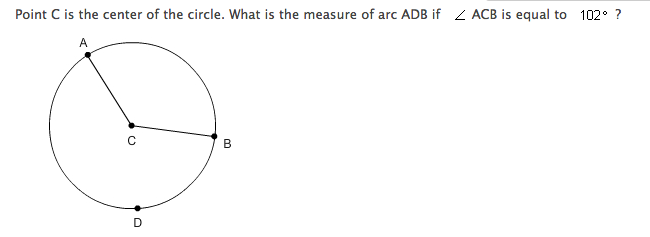 Point C is the center of the circle. What is the measure of arc ADB if ∠ ACB is equal to 102° ?
A
C
B
D